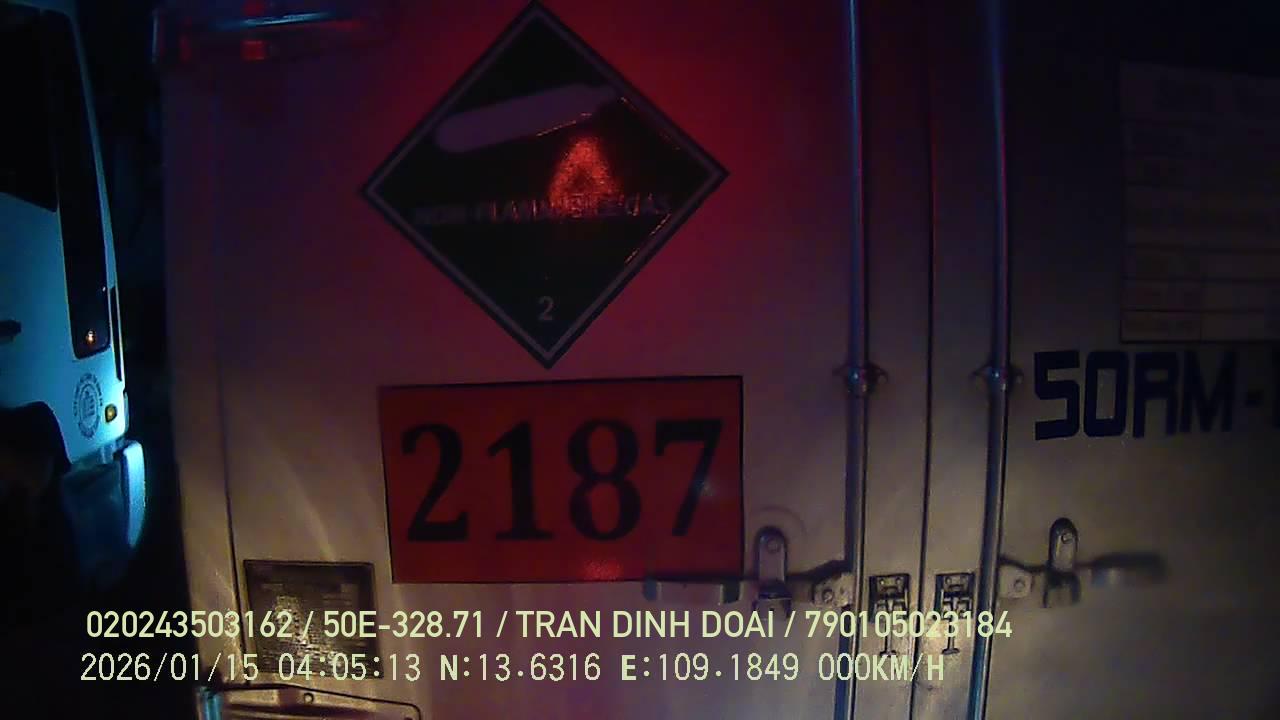 NON-FLAMMABLE GAS
2
2187
50RM-
020243503162 / 50E-328.71 / TRAN DINH DOAI / 790105023184
2026/01/15 04:05:13 N:13.6316 E:109.1849 000KM/H